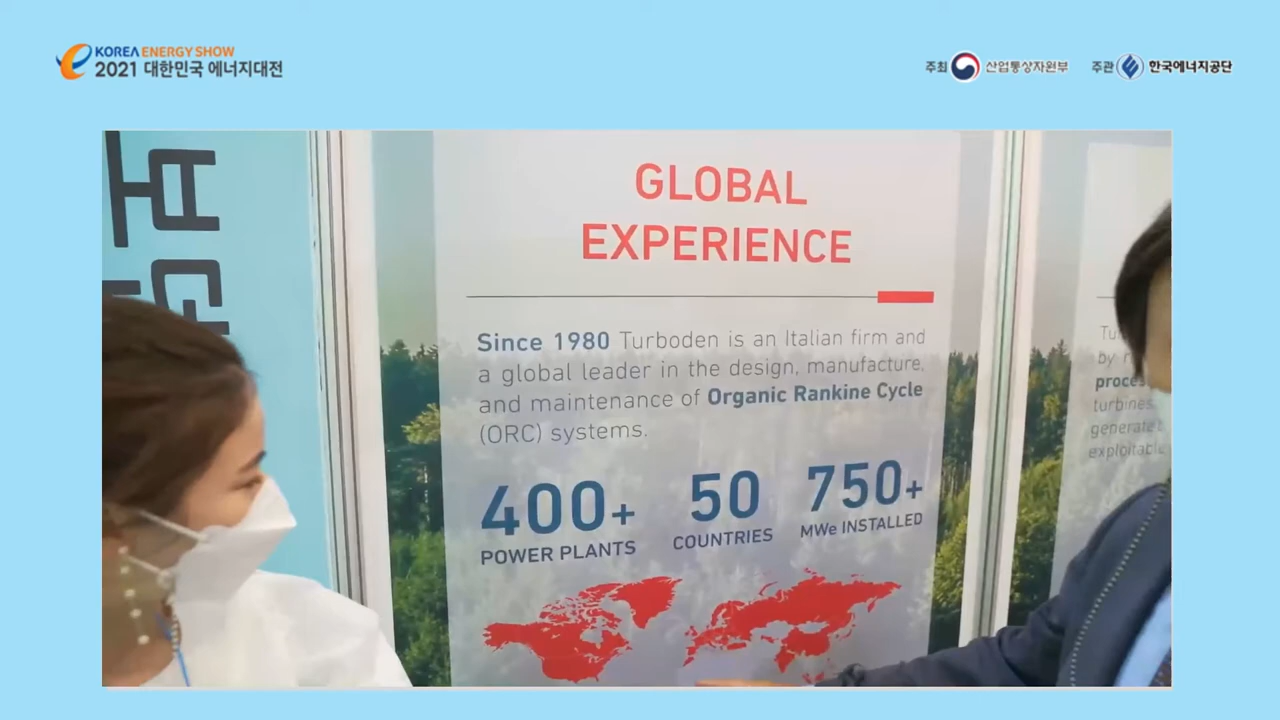 KOREA ENERGY SHOW
2021 대한민국 에너지대전
주최 산업통상자원부 주관 한국에너지공단
GLOBAL
EXPERIENCE
Since 1980 Turboden is an Italian firm and
a global leader in the design, manufacture,
and maintenance of Organic Rankine Cycle
(ORC) systems.
400+ 50 750+
POWER PLANTS COUNTRIES MWe INSTALLED
by
turbines
exploitable